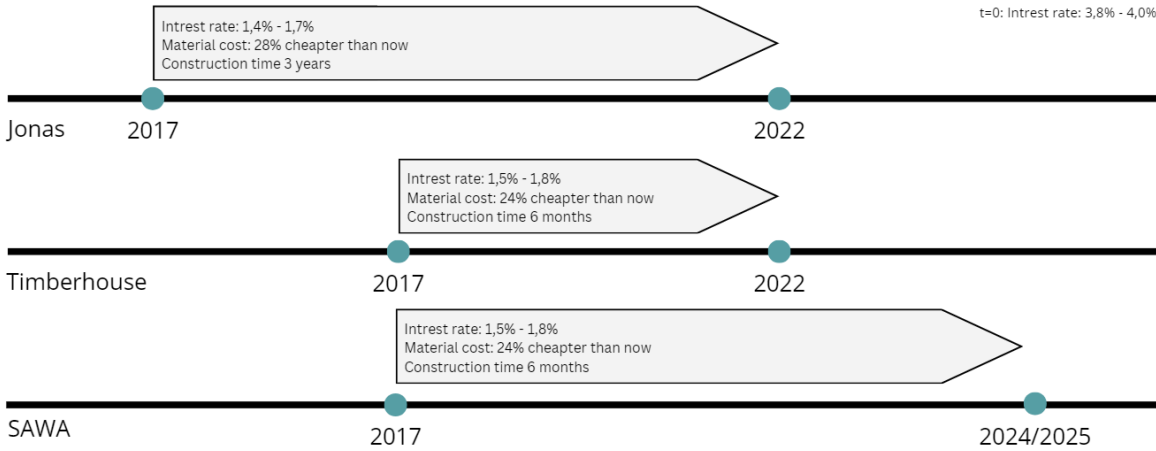 t=0: Intrest rate: 3,8% - 4,0%
Intrest rate: 1,4% - 1,7%
Material cost: 28% cheapter than now
Construction time 3 years
Jonas
2017
2022
Intrest rate: 1,5% - 1,8%
Material cost: 24% cheapter than now
Construction time 6 months
Timberhouse
2017
2022
Intrest rate: 1,5% - 1,8%
Material cost: 24% cheapter than now
Construction time 6 months
SAWA
2017
2024/2025